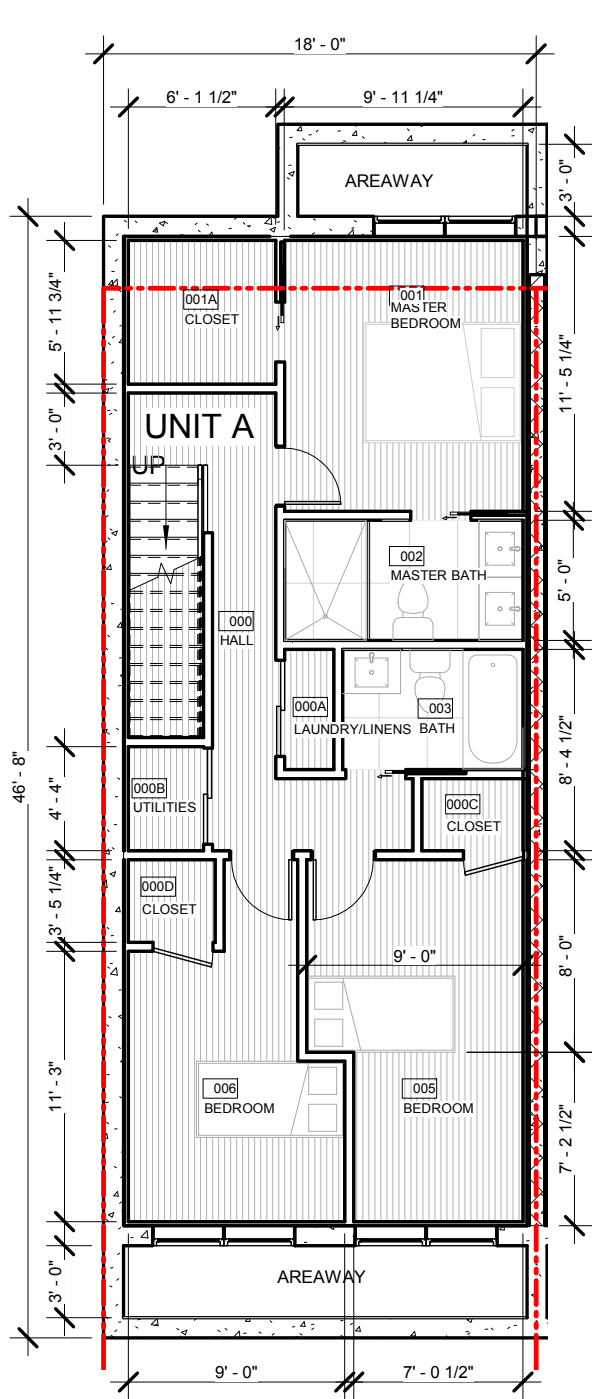 18' - 0"
6' - 1 1/2"
9' - 11 1/4"
AREAWAY
3' - 0"
5' - 11 3/4"
001A
CLOSET
001
MASTER
BEDROOM
11' - 5 1/4"
3' - 0"
UNIT A
UP
002
MASTER BATH
5' - 0"
000
HALL
000A
LAUNDRY/LINENS
003
BATH
8' - 4 1/2"
46' - 8"
4' - 4"
000B
UTILITIES
000C
CLOSET
3' - 5 1/4"
000D
CLOSET
9' - 0"
8' - 0"
11' - 3"
006
BEDROOM
005
BEDROOM
7' - 2 1/2"
3' - 0"
AREAWAY
9' - 0"
7' - 0 1/2"